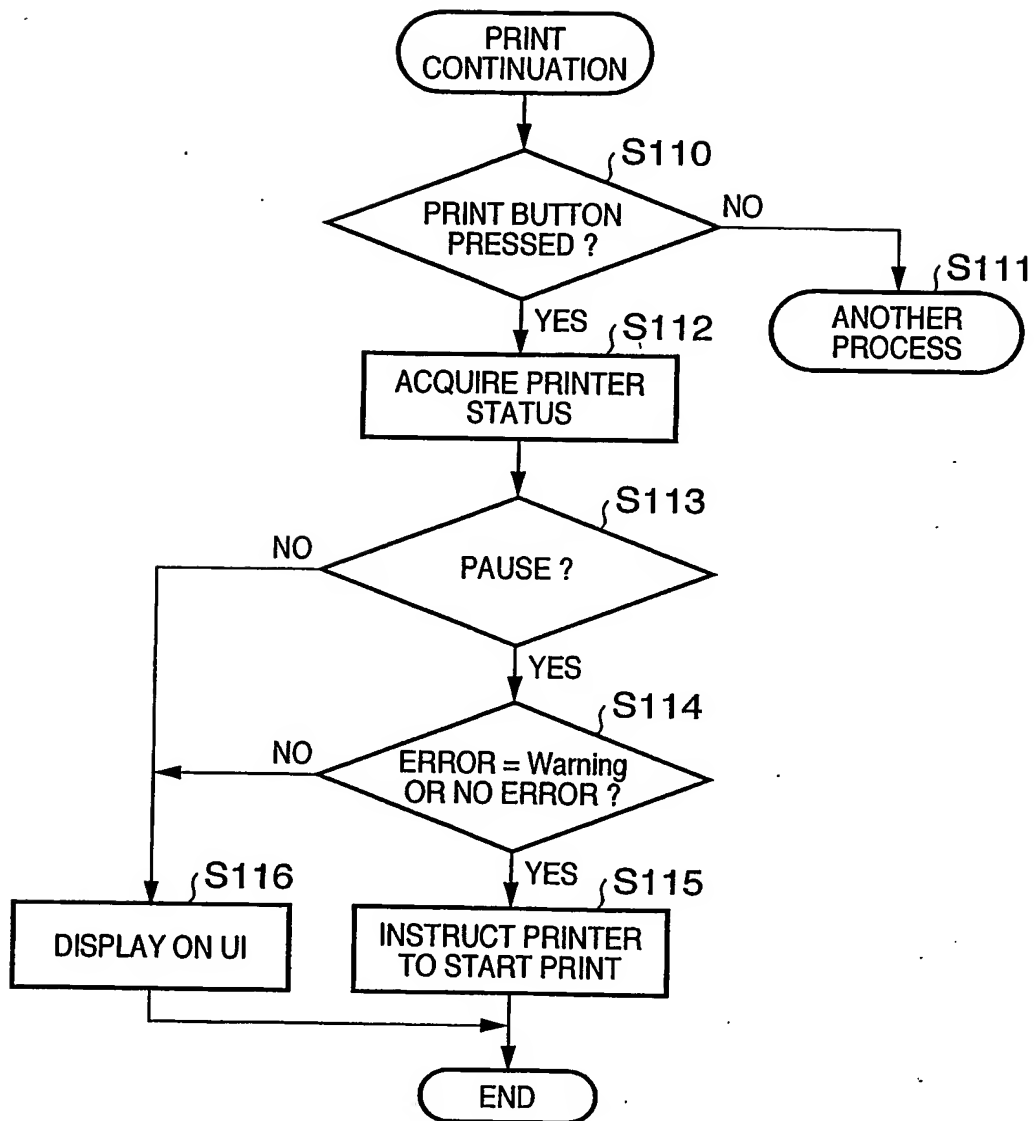 PRINT
CONTINUATION
S110
PRINT BUTTON
PRESSED ?
NO
S111
ANOTHER
PROCESS
YES
S112
ACQUIRE PRINTER
STATUS
S113
NO
PAUSE ?
YES
S114
NO
ERROR = Warning
OR NO ERROR ?
YES
S116
S115
DISPLAY ON UI
INSTRUCT PRINTER
TO START PRINT
END